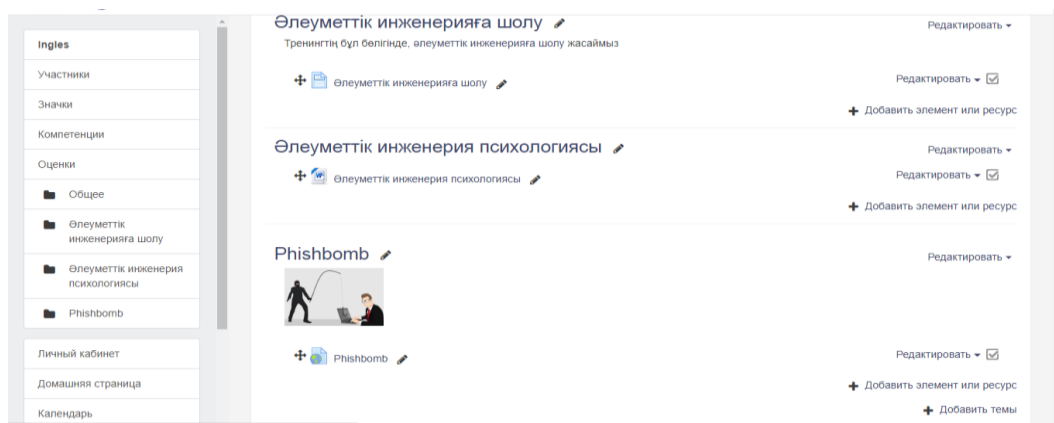 Ingles
Участники
Значки
Компетенции
Оценки
Общее
Әлеуметтік
инженерияға шолу
Әлеуметтік инженерия
психологиясы
Phishbomb
Личный кабинет
Домашняя страница
Календарь
Әлеуметтік инженерияға шолу
Редактировать
Тренингтің бұл бөлігінде, әлеуметтік инженерияға шолу жасаймыз
Әлеуметтік инженерияға шолу
Редактировать
Добавить элемент или ресурс
Әлеуметтік инженерия психологиясы
Редактировать
Әлеуметтік инженерия психологиясы
Редактировать
Добавить элемент или ресурс
Phishbomb
Редактировать
Phishbomb
Редактировать
Добавить элемент или ресурс
Добавить темы